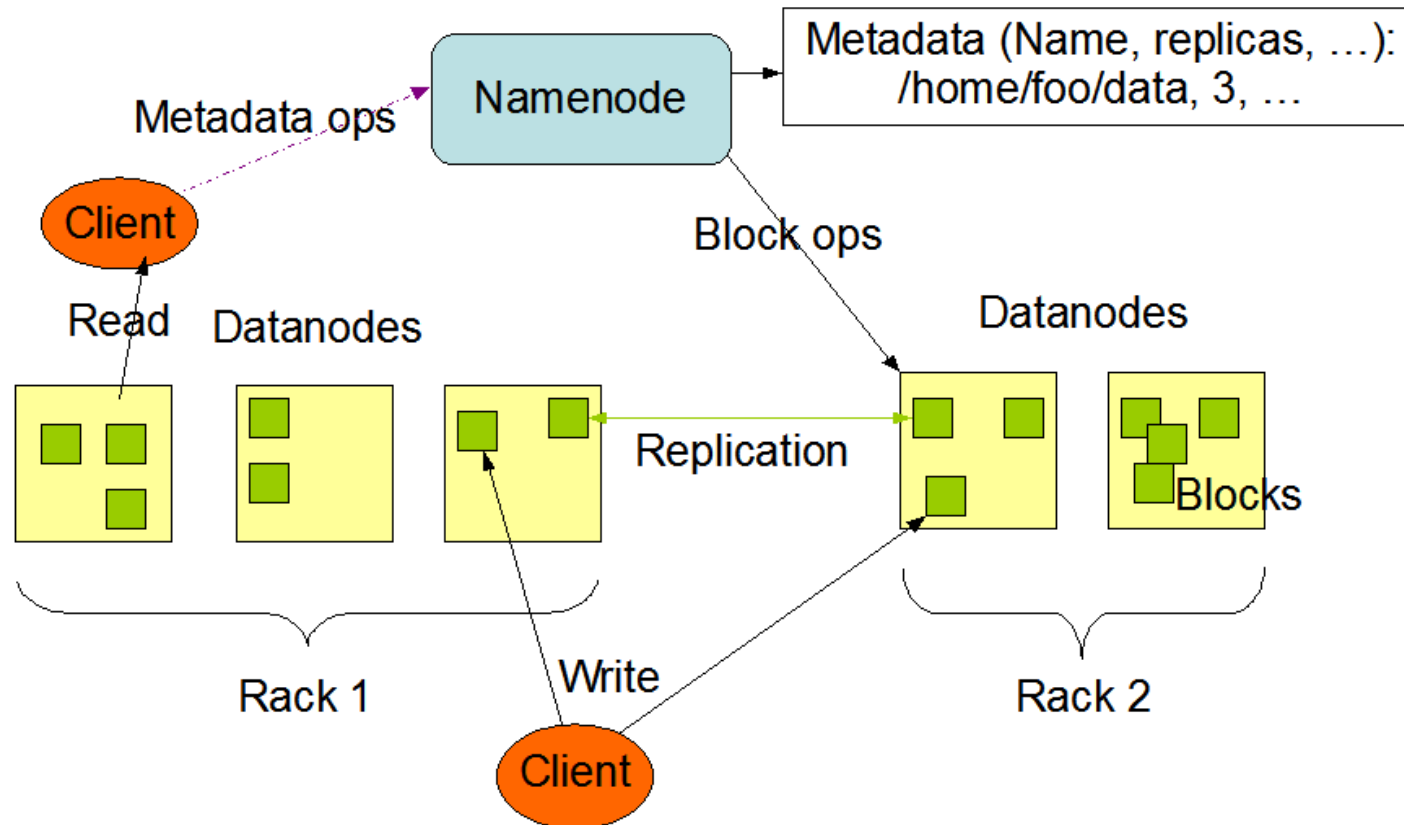 Metadata (Name, replicas, …):
/home/foo/data, 3, …
Namenode
Metadata ops
Client
Block ops
Read
Datanodes
Datanodes
Replication
Blocks
Rack 1
Write
Rack 2
Client